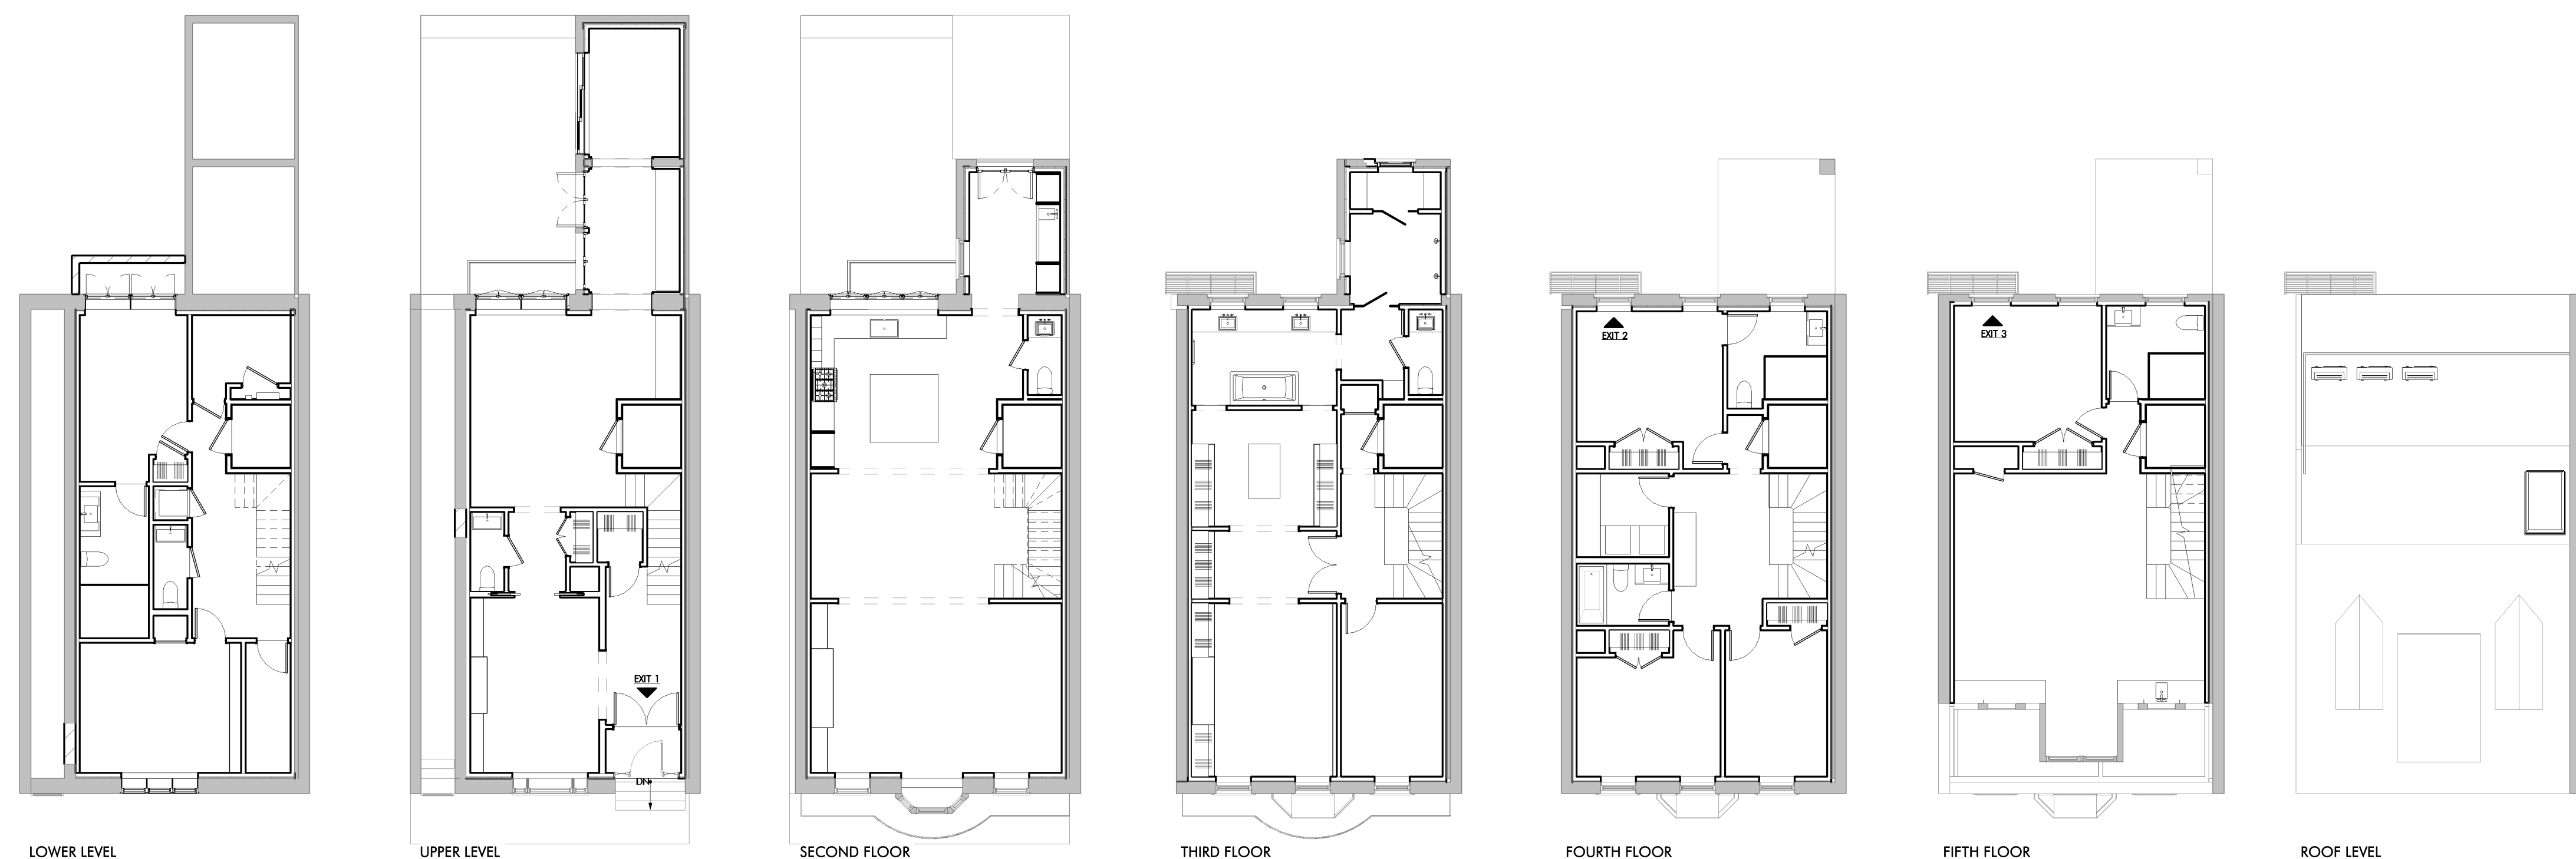 EXIT 2
EXIT 3
EXIT 1
DN
LOWER LEVEL
UPPER LEVEL
SECOND FLOOR
THIRD FLOOR
FOURTH FLOOR
FIFTH FLOOR
ROOF LEVEL